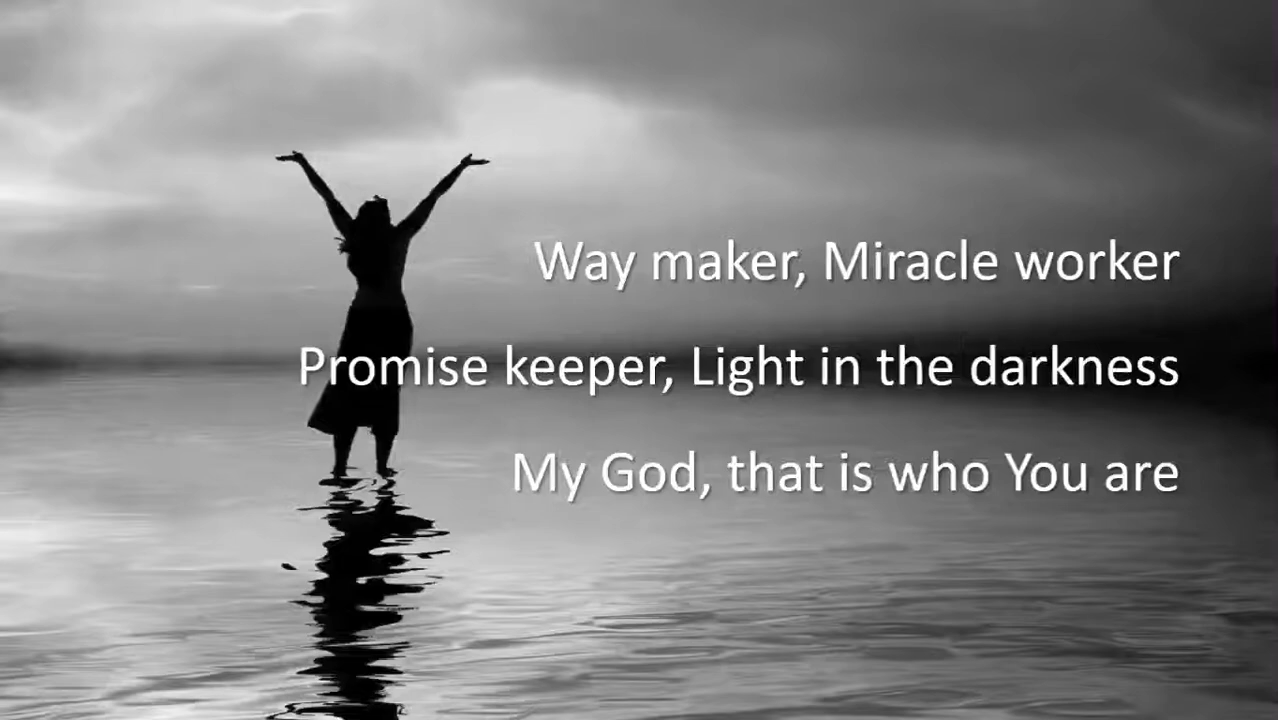 Way maker, Miracle worker
Promise keeper, Light in the darkness
My God, that is who You are